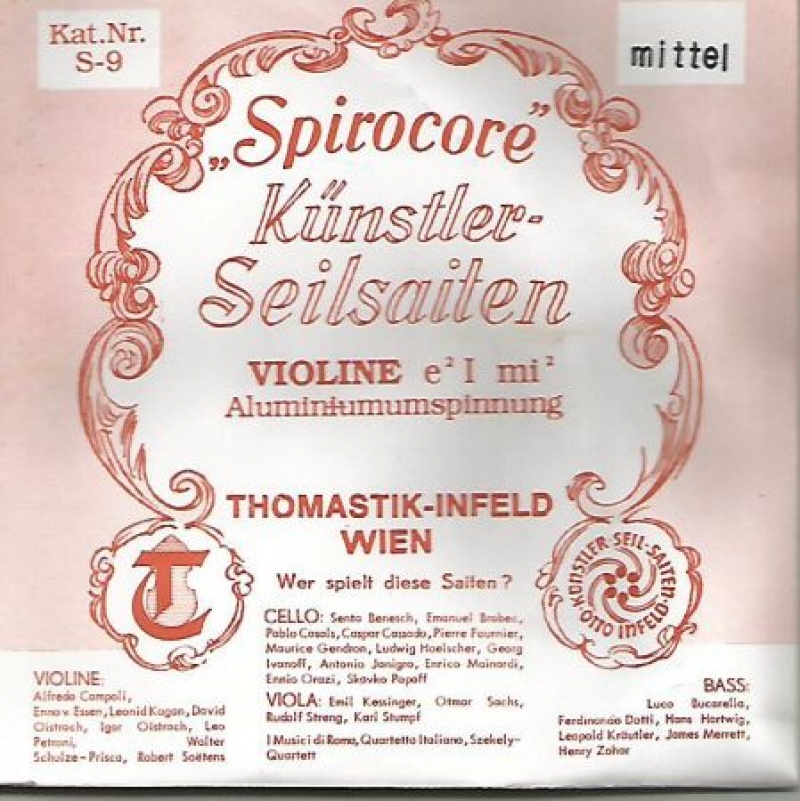 Kat.Nr.
S-9
mittel
„Spirocore”
Künstler-
Seilsaiten
VIOLINE e² I mi²
Aluminiumumspinnung
THOMASTIK-INFELD
WIEN
Wer spielt diese Saiten?
KÜNSTLER SEIL-SAITEN
·OTTO INFELD·
CELLO: Senta Benesch, Emanuel Brabec,
Pablo Casals, Caspar Cassado, Pierre Fournier,
Maurice Gendron, Ludwig Hoelscher, Georg
Ivanoff, Antonio Janigro, Enrico Mainardi,
Ennio Orazi, Slavko Popoff
VIOLA: Emil Kessinger, Otmar Sachs,
Rudolf Streng, Karl Stumpf
I Musici di Roma, Quartetto Italiano, Szekely-
Quartett
VIOLINE:
Alfredo Campoli,
Enno v. Essen, Leonid Kogan, David
Oistrach, Igor Oistrach, Leo
Petroni, Walter
Schulze-Prisca, Robert Soëtens
BASS:
Luco Bucarella,
Ferdinando Dotti, Hans Hartwig,
Leopold Kräutler, James Merrett,
Henry Zahar